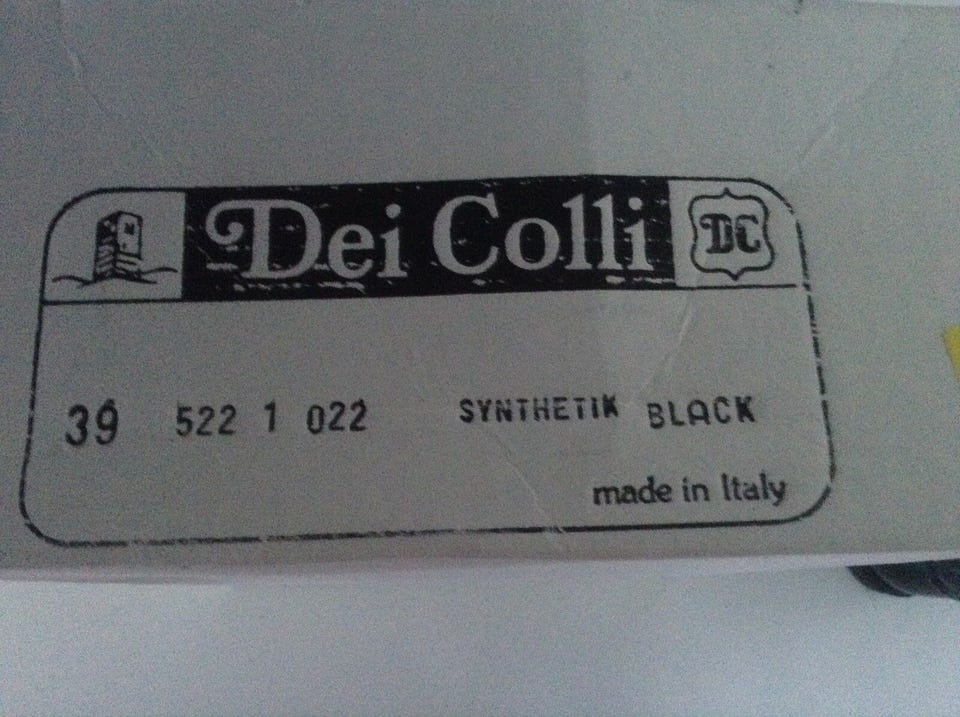 Dei Colli DC
39 522 1 022 SYNTHETIK BLACK
made in Italy